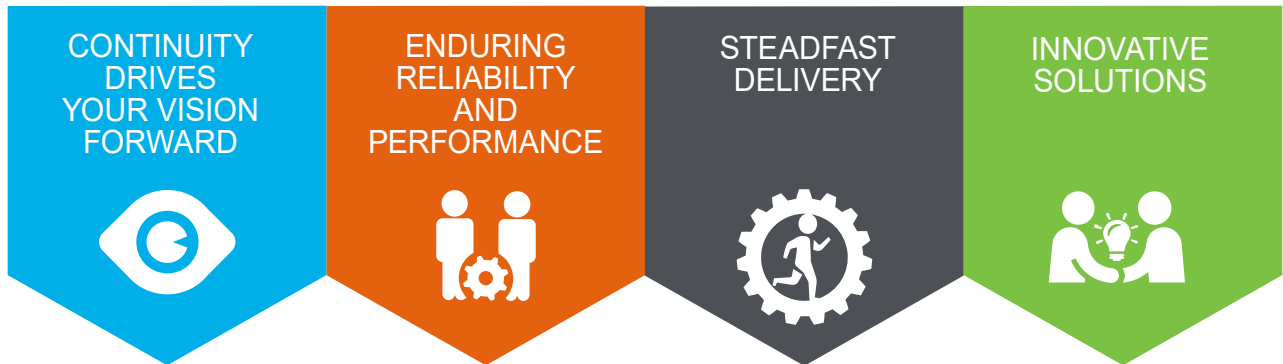 CONTINUITY
DRIVES
YOUR VISION
FORWARD
ENDURING
RELIABILITY
AND
PERFORMANCE
STEADFAST
DELIVERY
INNOVATIVE
SOLUTIONS